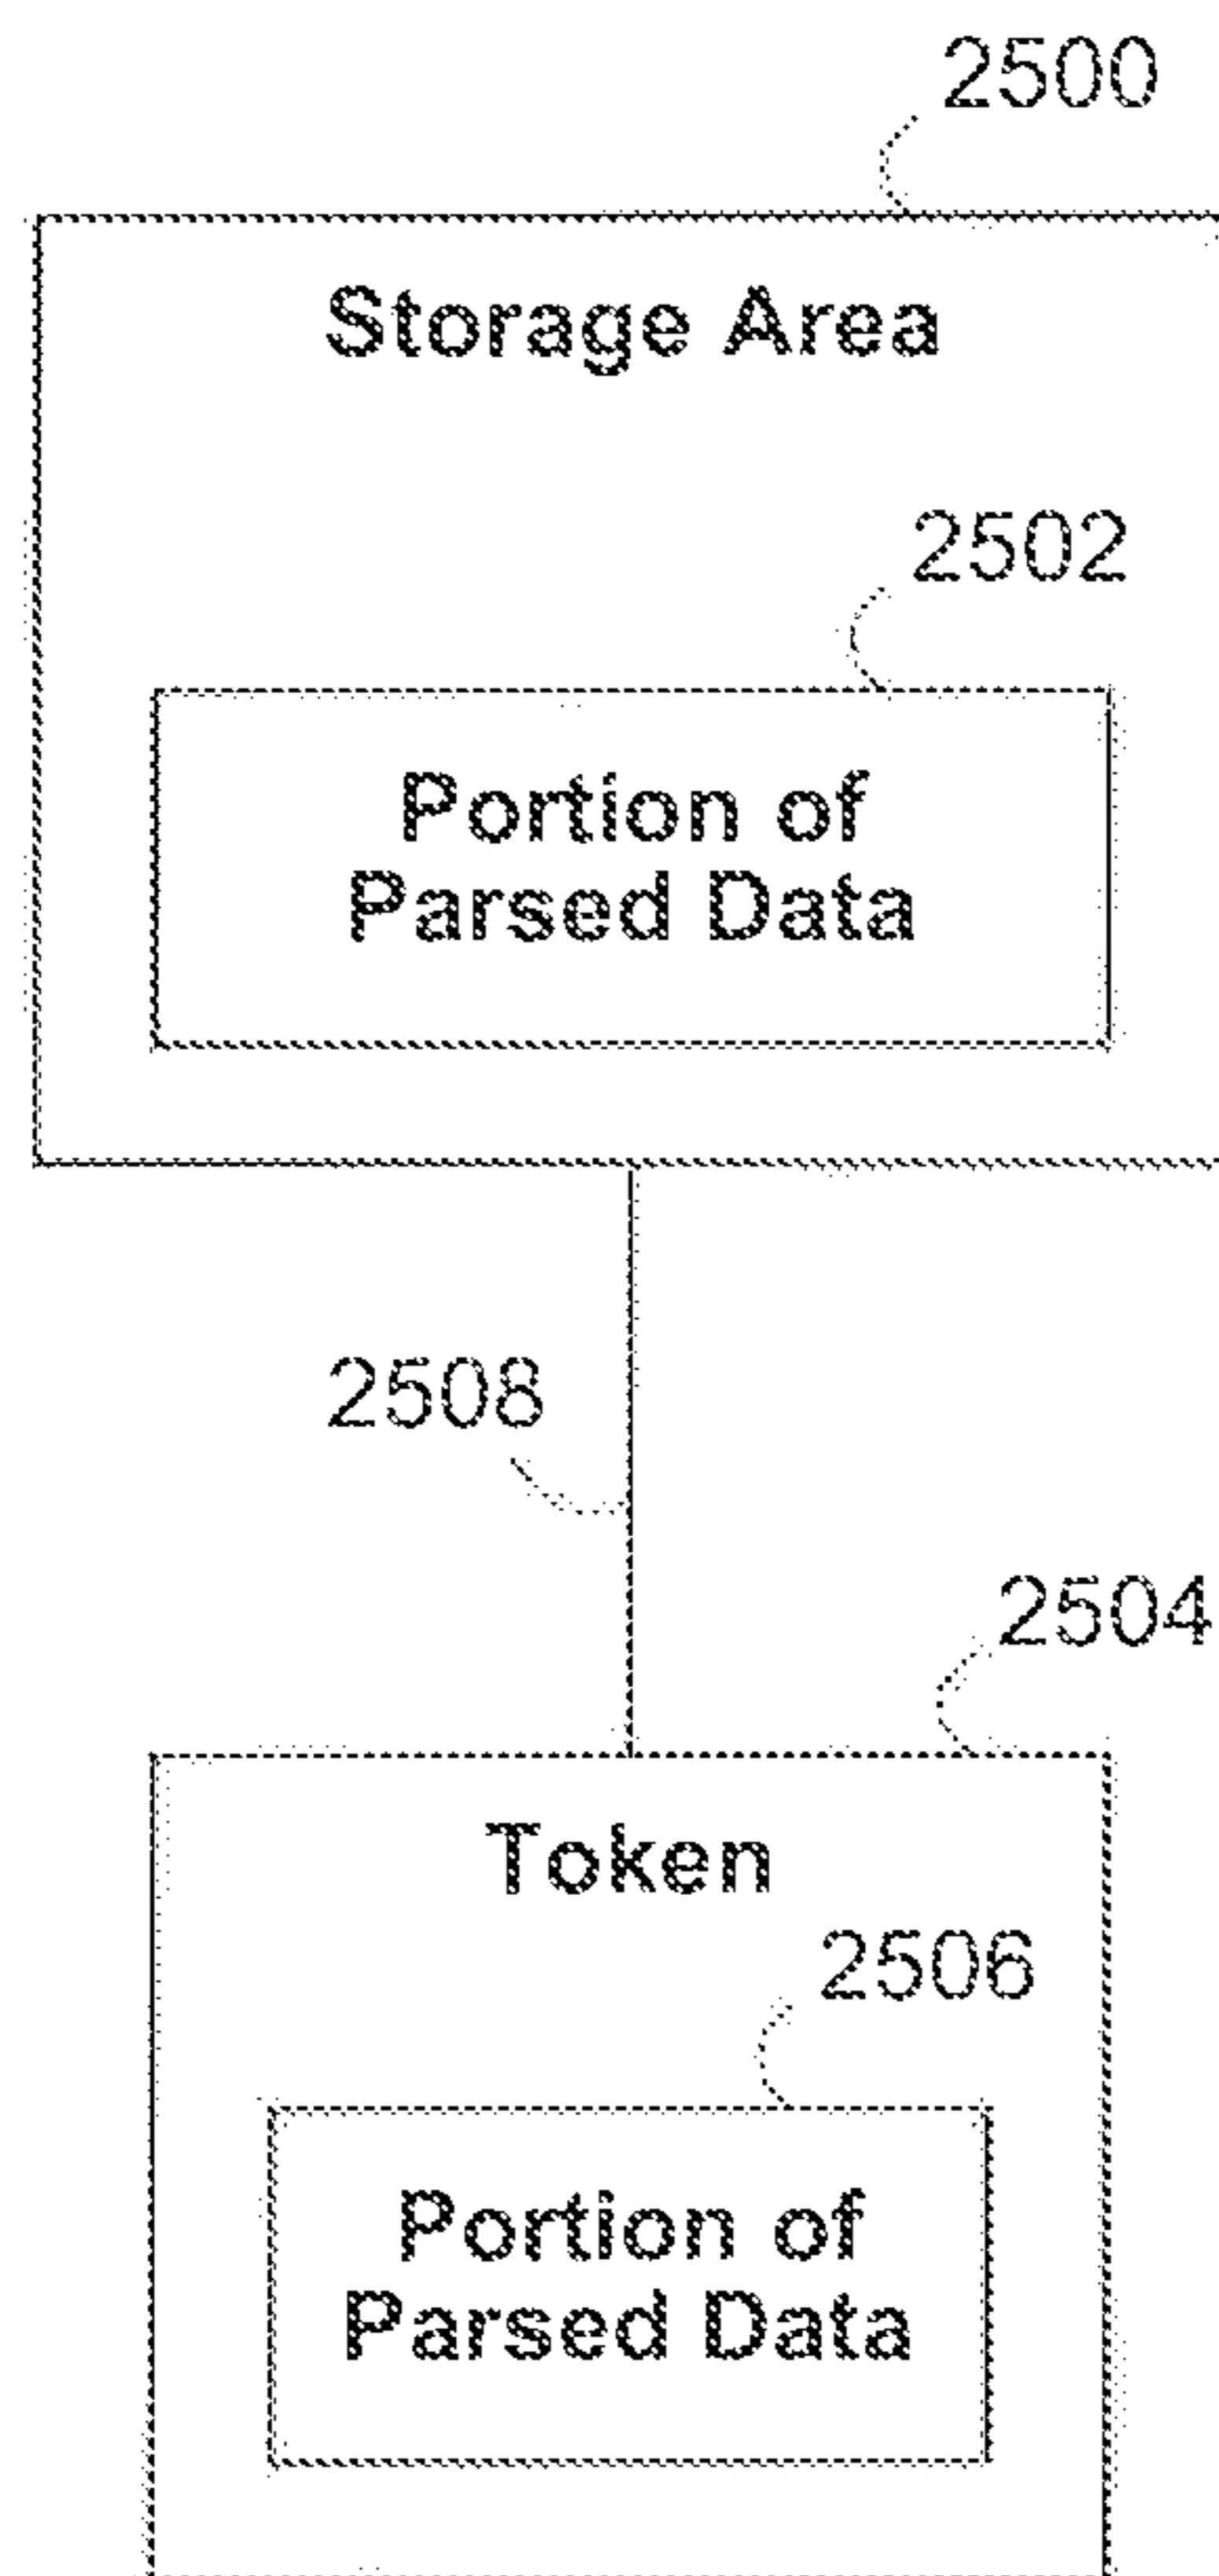 2500
Storage Area
2502
Portion of
Parsed Data
2508
2504
Token
2506
Portion of
Parsed Data